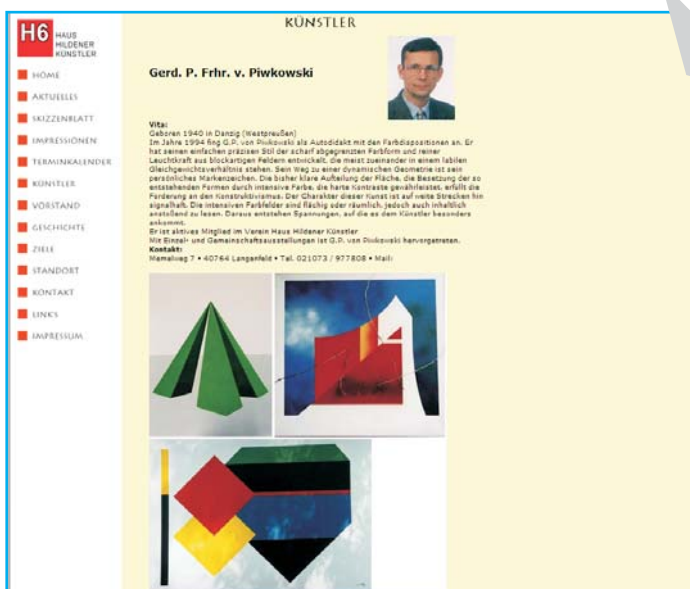 KÜNSTLER
H6 HAUS
HILDENER
KÜNSTLER
HOME
AKTUELLES
SKIZZENBLATT
IMPRESSIONEN
TERMINKALENDER
KÜNSTLER
VORSTAND
GESCHICHTE
ZIELE
STANDORT
KONTAKT
LINKS
IMPRESSUM
Gerd. P. Frhr. v. Piwkowski
Vita:
Geboren 1940 in Danzig (Westpreußen)
Im Jahre 1994 fing G.P. von Piwkowski als Autodidakt mit den Farbdispositionen an. Er
hat seinen einfachen präzisen Stil der scharf abgegrenzten Farbform und reiner
Leuchtkraft aus blockartigen Feldern entwickelt, die meist zueinander in einem labilen
Gleichgewichtsverhältnis stehen. Sein Weg zu einer dynamischen Geometrie ist sein
persönliches Markenzeichen. Die bisher klare Aufteilung der Fläche, die Besetzung der so
entstehenden Formen durch intensive Farbe, die harte Kontraste gewährleistet, erfüllt die
Forderung an den Konstruktivismus. Der Charakter dieser Kunst ist auf weite Strecken hin
signalhaft. Die intensiven Farbfelder sind flächig oder räumlich, jedoch auch inhaltlich
anstoßend zu lesen. Daraus entstehen Spannungen, auf die es dem Künstler besonders
ankommt.
Er ist aktives Mitglied im Verein Haus Hildener Künstler
Mit Einzel- und Gemeinschaftsausstellungen ist G.P. von Piwkowski hervorgetreten.
Kontakt:
Memelweg 7 • 40764 Langenfeld • Tel. 021073 / 977808 • Mail: